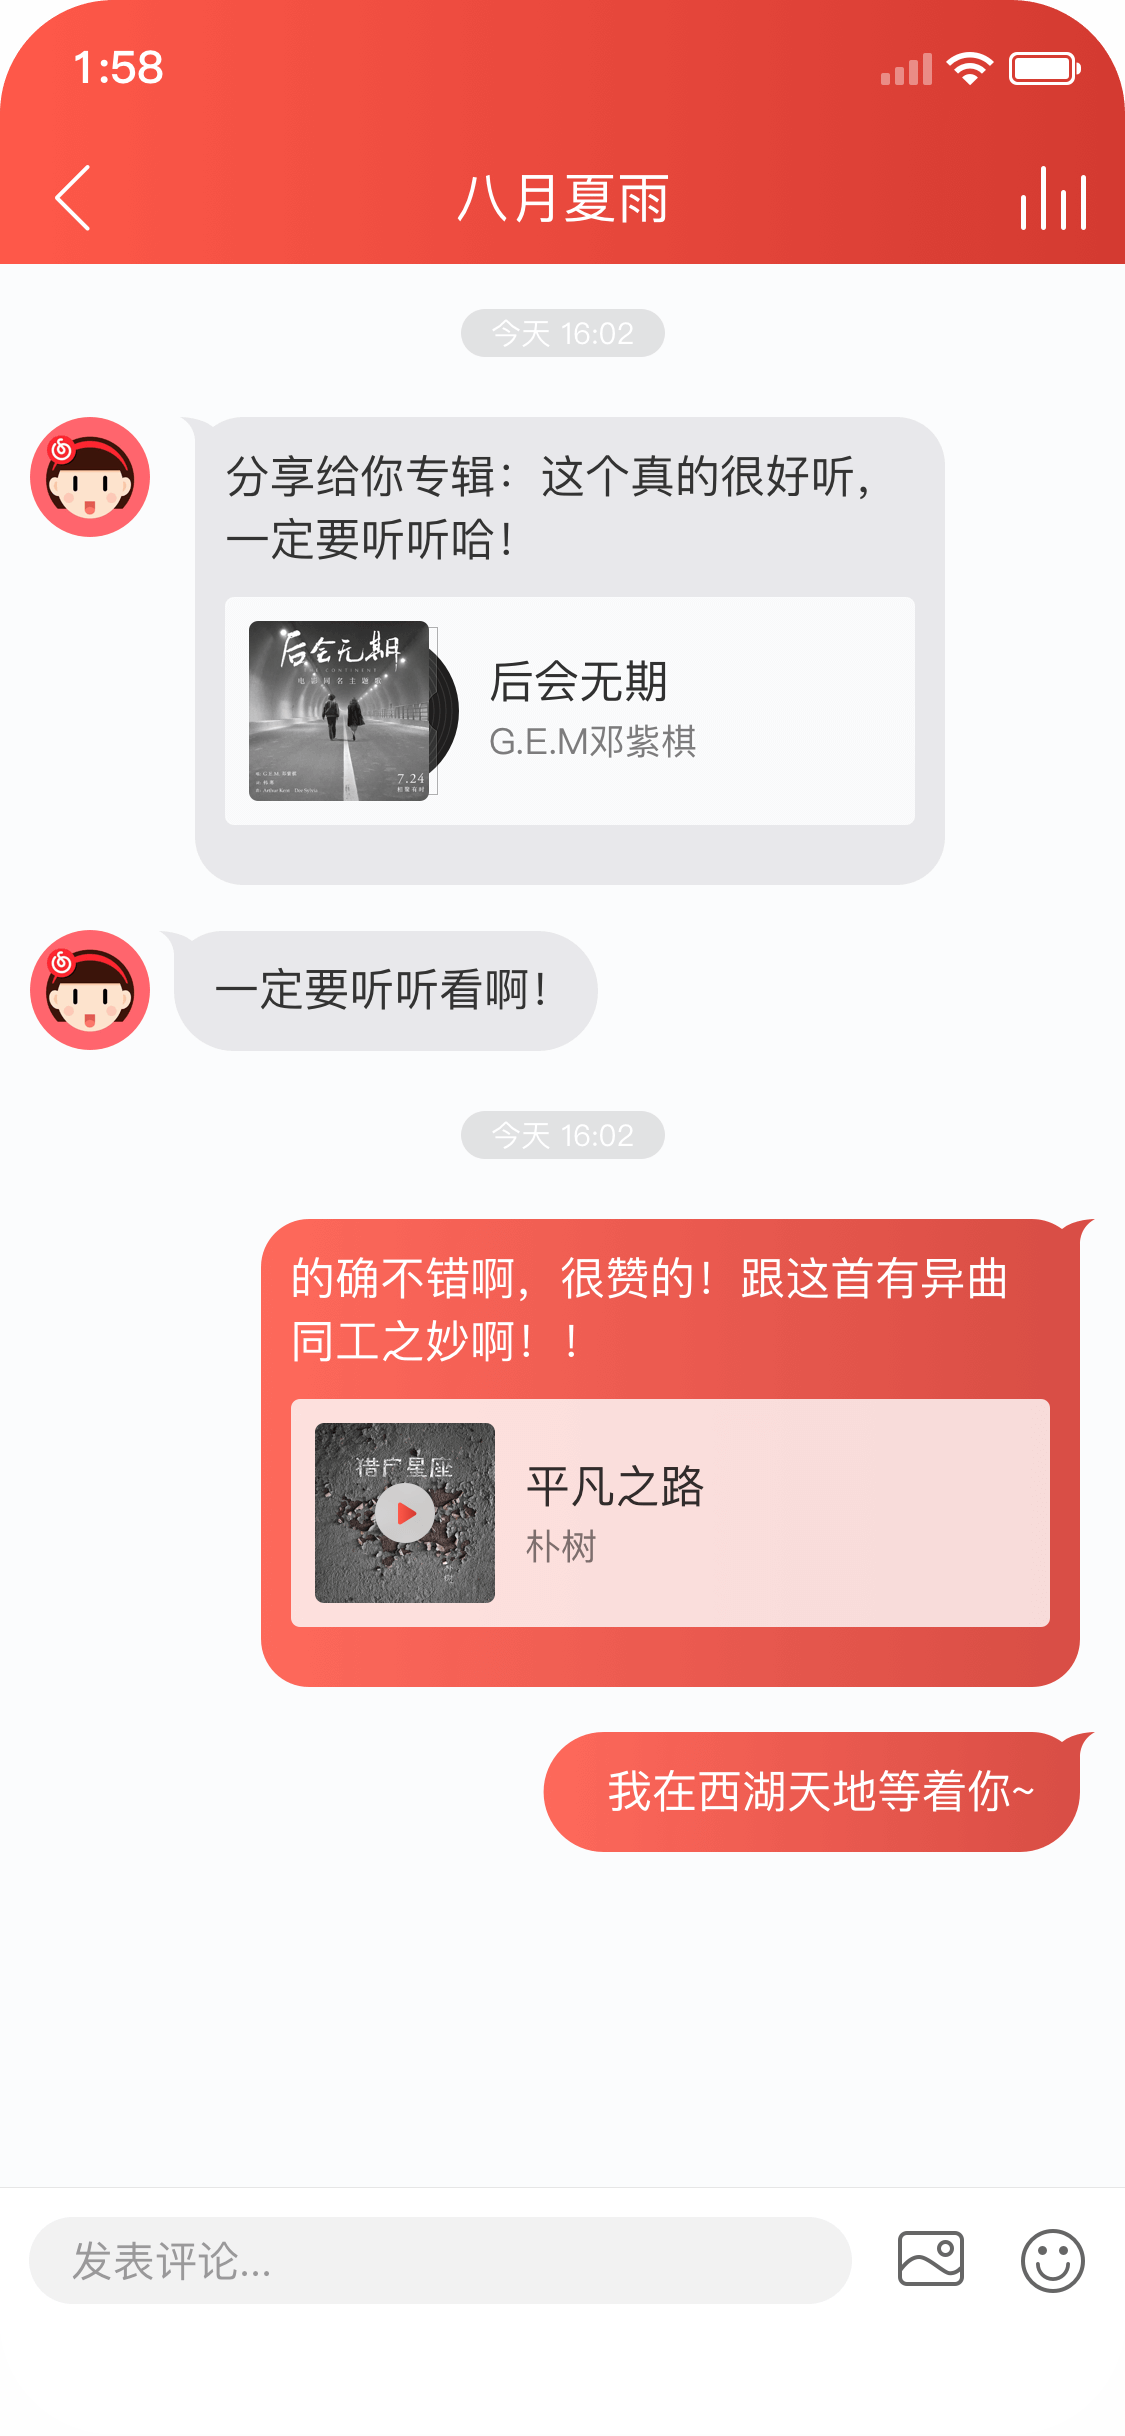 1:58
八月夏雨
今天 16:02
分享给你专辑：这个真的很好听，
一定要听听哈！
后会无期
电影同名主题歌
7.24
后会无期
G.E.M邓紫棋
一定要听听看啊！
今天 16:02
的确不错啊，很赞的！跟这首有异曲
同工之妙啊！！
猎户星座
平凡之路
朴树
我在西湖天地等着你~
发表评论...